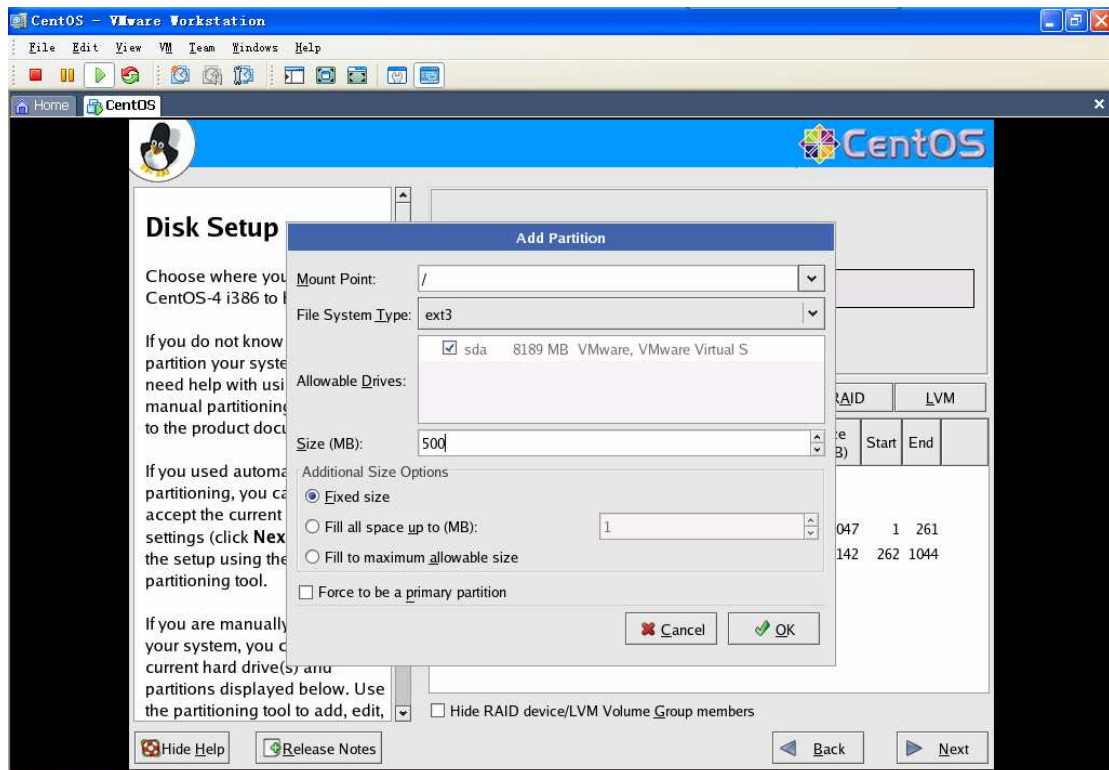 CentOS - VMware Workstation
File Edit View VM Team Windows Help
Home CentOS
CentOS
Disk Setup
Choose where you
CentOS-4 i386 to
If you do not know
partition your syste
need help with usi
manual partitioning
to the product docu
If you used automa
partitioning, you ca
accept the current
settings (click Nex
the setup using the
partitioning tool.
If you are manually
your system, you c
current hard drive(s) and
partitions displayed below. Use
the partitioning tool to add, edit,
Add Partition
Mount Point: /
File System Type: ext3
Allowable Drives:
sda 8189 MB VMware, VMware Virtual S
Size (MB): 500
Additional Size Options
Fixed size
Fill all space up to (MB): 1
Fill to maximum allowable size
Force to be a primary partition
Cancel OK
RAID LVM
Start End
047 1 261
142 262 1044
Hide RAID device/LVM Volume Group members
Hide Help Release Notes Back Next